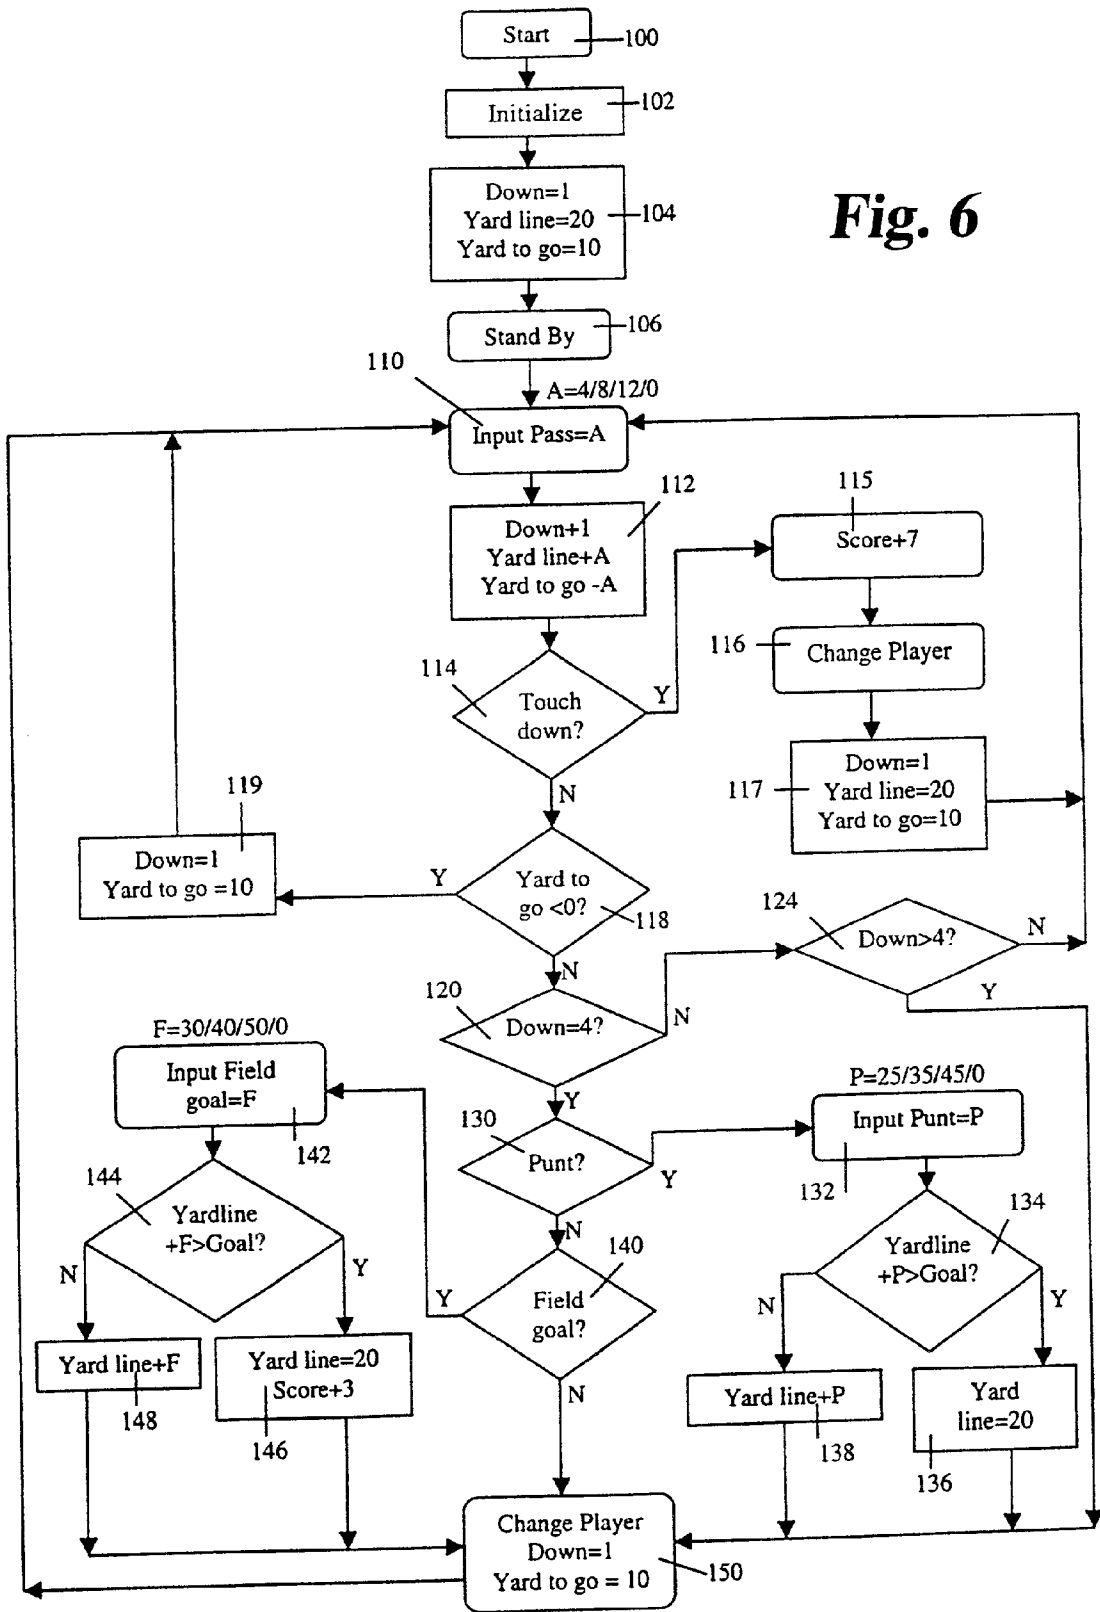 Start
100
Initialize
102
Down=1
Yard line=20
Yard to go=10
104
Fig. 6
Stand By
106
110
A=4/8/12/0
Input Pass=A
112
Down+1
Yard line+A
Yard to go -A
115
Score+7
116
Change Player
114
Touch
down?
Y
N
117
Down=1
Yard line=20
Yard to go=10
119
Down=1
Yard to go =10
Y
Yard to
go <0?
118
N
124
Down>4?
N
Y
120
Down=4?
N
Y
F=30/40/50/0
Input Field
goal=F
142
130
Punt?
Y
N
P=25/35/45/0
Input Punt=P
132
144
Yardline
+F>Goal?
N
Y
140
Field
goal?
Y
N
134
Yardline
+P>Goal?
N
Y
Yard line+F
148
Yard line=20
Score+3
146
Yard line+P
138
Yard
line=20
136
Change Player
Down=1
Yard to go = 10
150